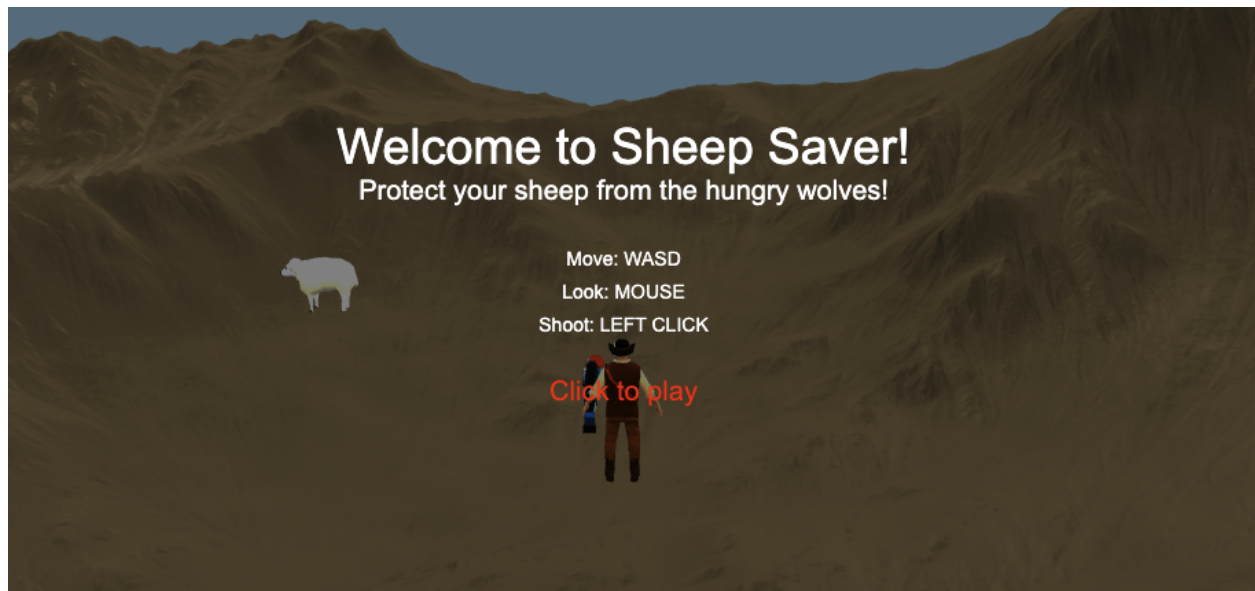 Welcome to Sheep Saver!
Protect your sheep from the hungry wolves!
Move: WASD
Look: MOUSE
Shoot: LEFT CLICK
Click to play